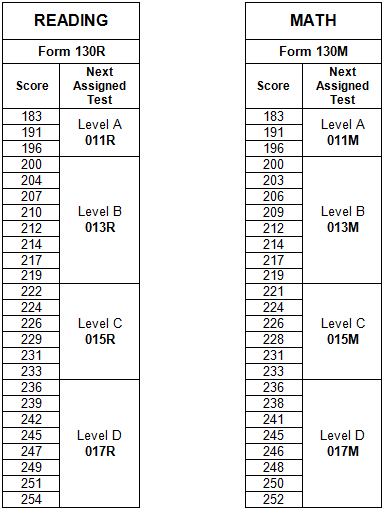 READING
Form 130R
Score
Next
Assigned
Test
183
191
196
Level A
011R
200
204
207
210
212
214
217
219
Level B
013R
222
224
226
229
231
233
Level C
015R
236
239
242
245
247
249
251
254
Level D
017R
MATH
Form 130M
Score
Next
Assigned
Test
183
191
196
Level A
011M
200
203
206
209
212
214
217
219
Level B
013M
221
224
226
228
231
233
Level C
015M
236
238
241
245
246
248
250
252
Level D
017M